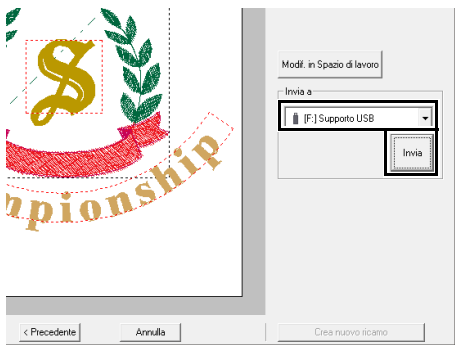 S
mpionship
Modif. in Spazio di lavoro
Invia a
[F:] Supporto USB
Invia
< Precedente
Annulla
Crea nuovo ricamo